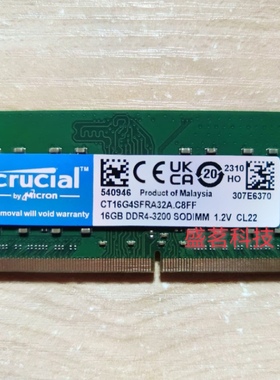 crucial
by Micron
removal will void warranty
CE UK CA 20 2310 HO
540946 Product of Malaysia 307E6370
CT16G4SFRA32A.C8FF
16GB DDR4-3200 SODIMM 1.2V CL22
盛茗科技